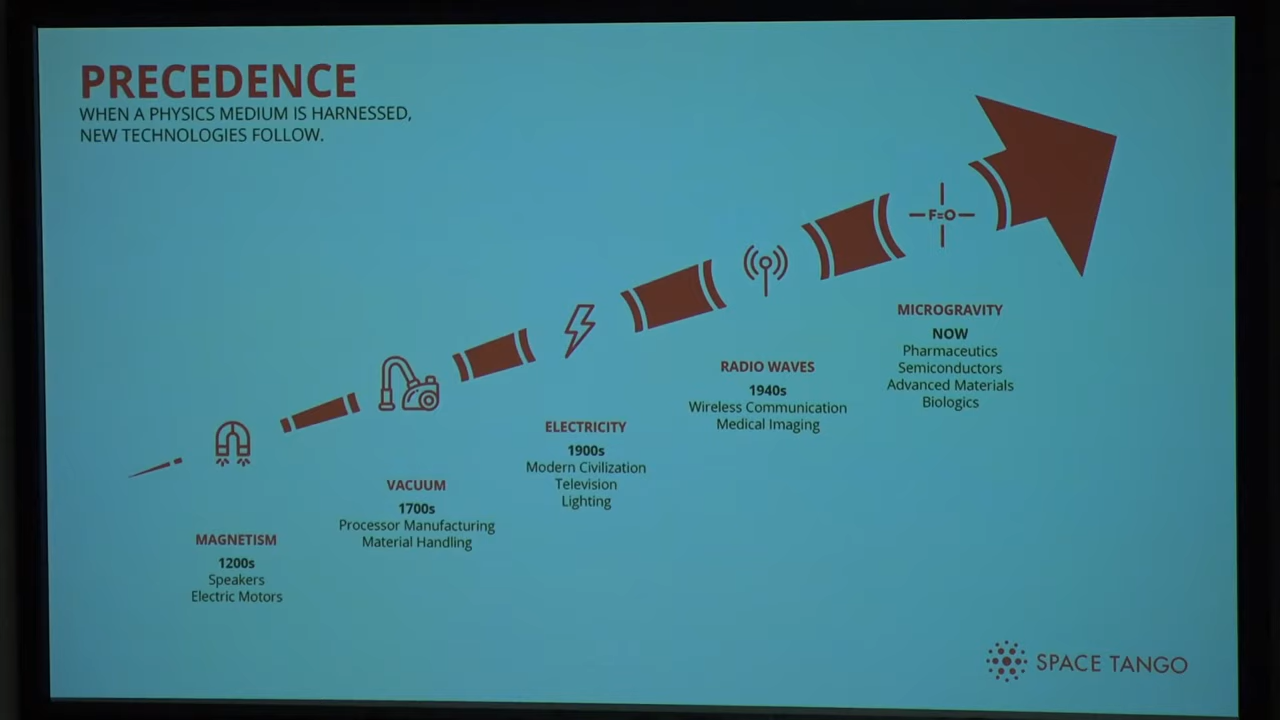 PRECEDENCE
WHEN A PHYSICS MEDIUM IS HARNESSED,
NEW TECHNOLOGIES FOLLOW.
MAGNETISM
1200s
Speakers
Electric Motors
VACUUM
1700s
Processor Manufacturing
Material Handling
ELECTRICITY
1900s
Modern Civilization
Television
Lighting
RADIO WAVES
1940s
Wireless Communication
Medical Imaging
F=O
MICROGRAVITY
NOW
Pharmaceutics
Semiconductors
Advanced Materials
Biologics
SPACE TANGO